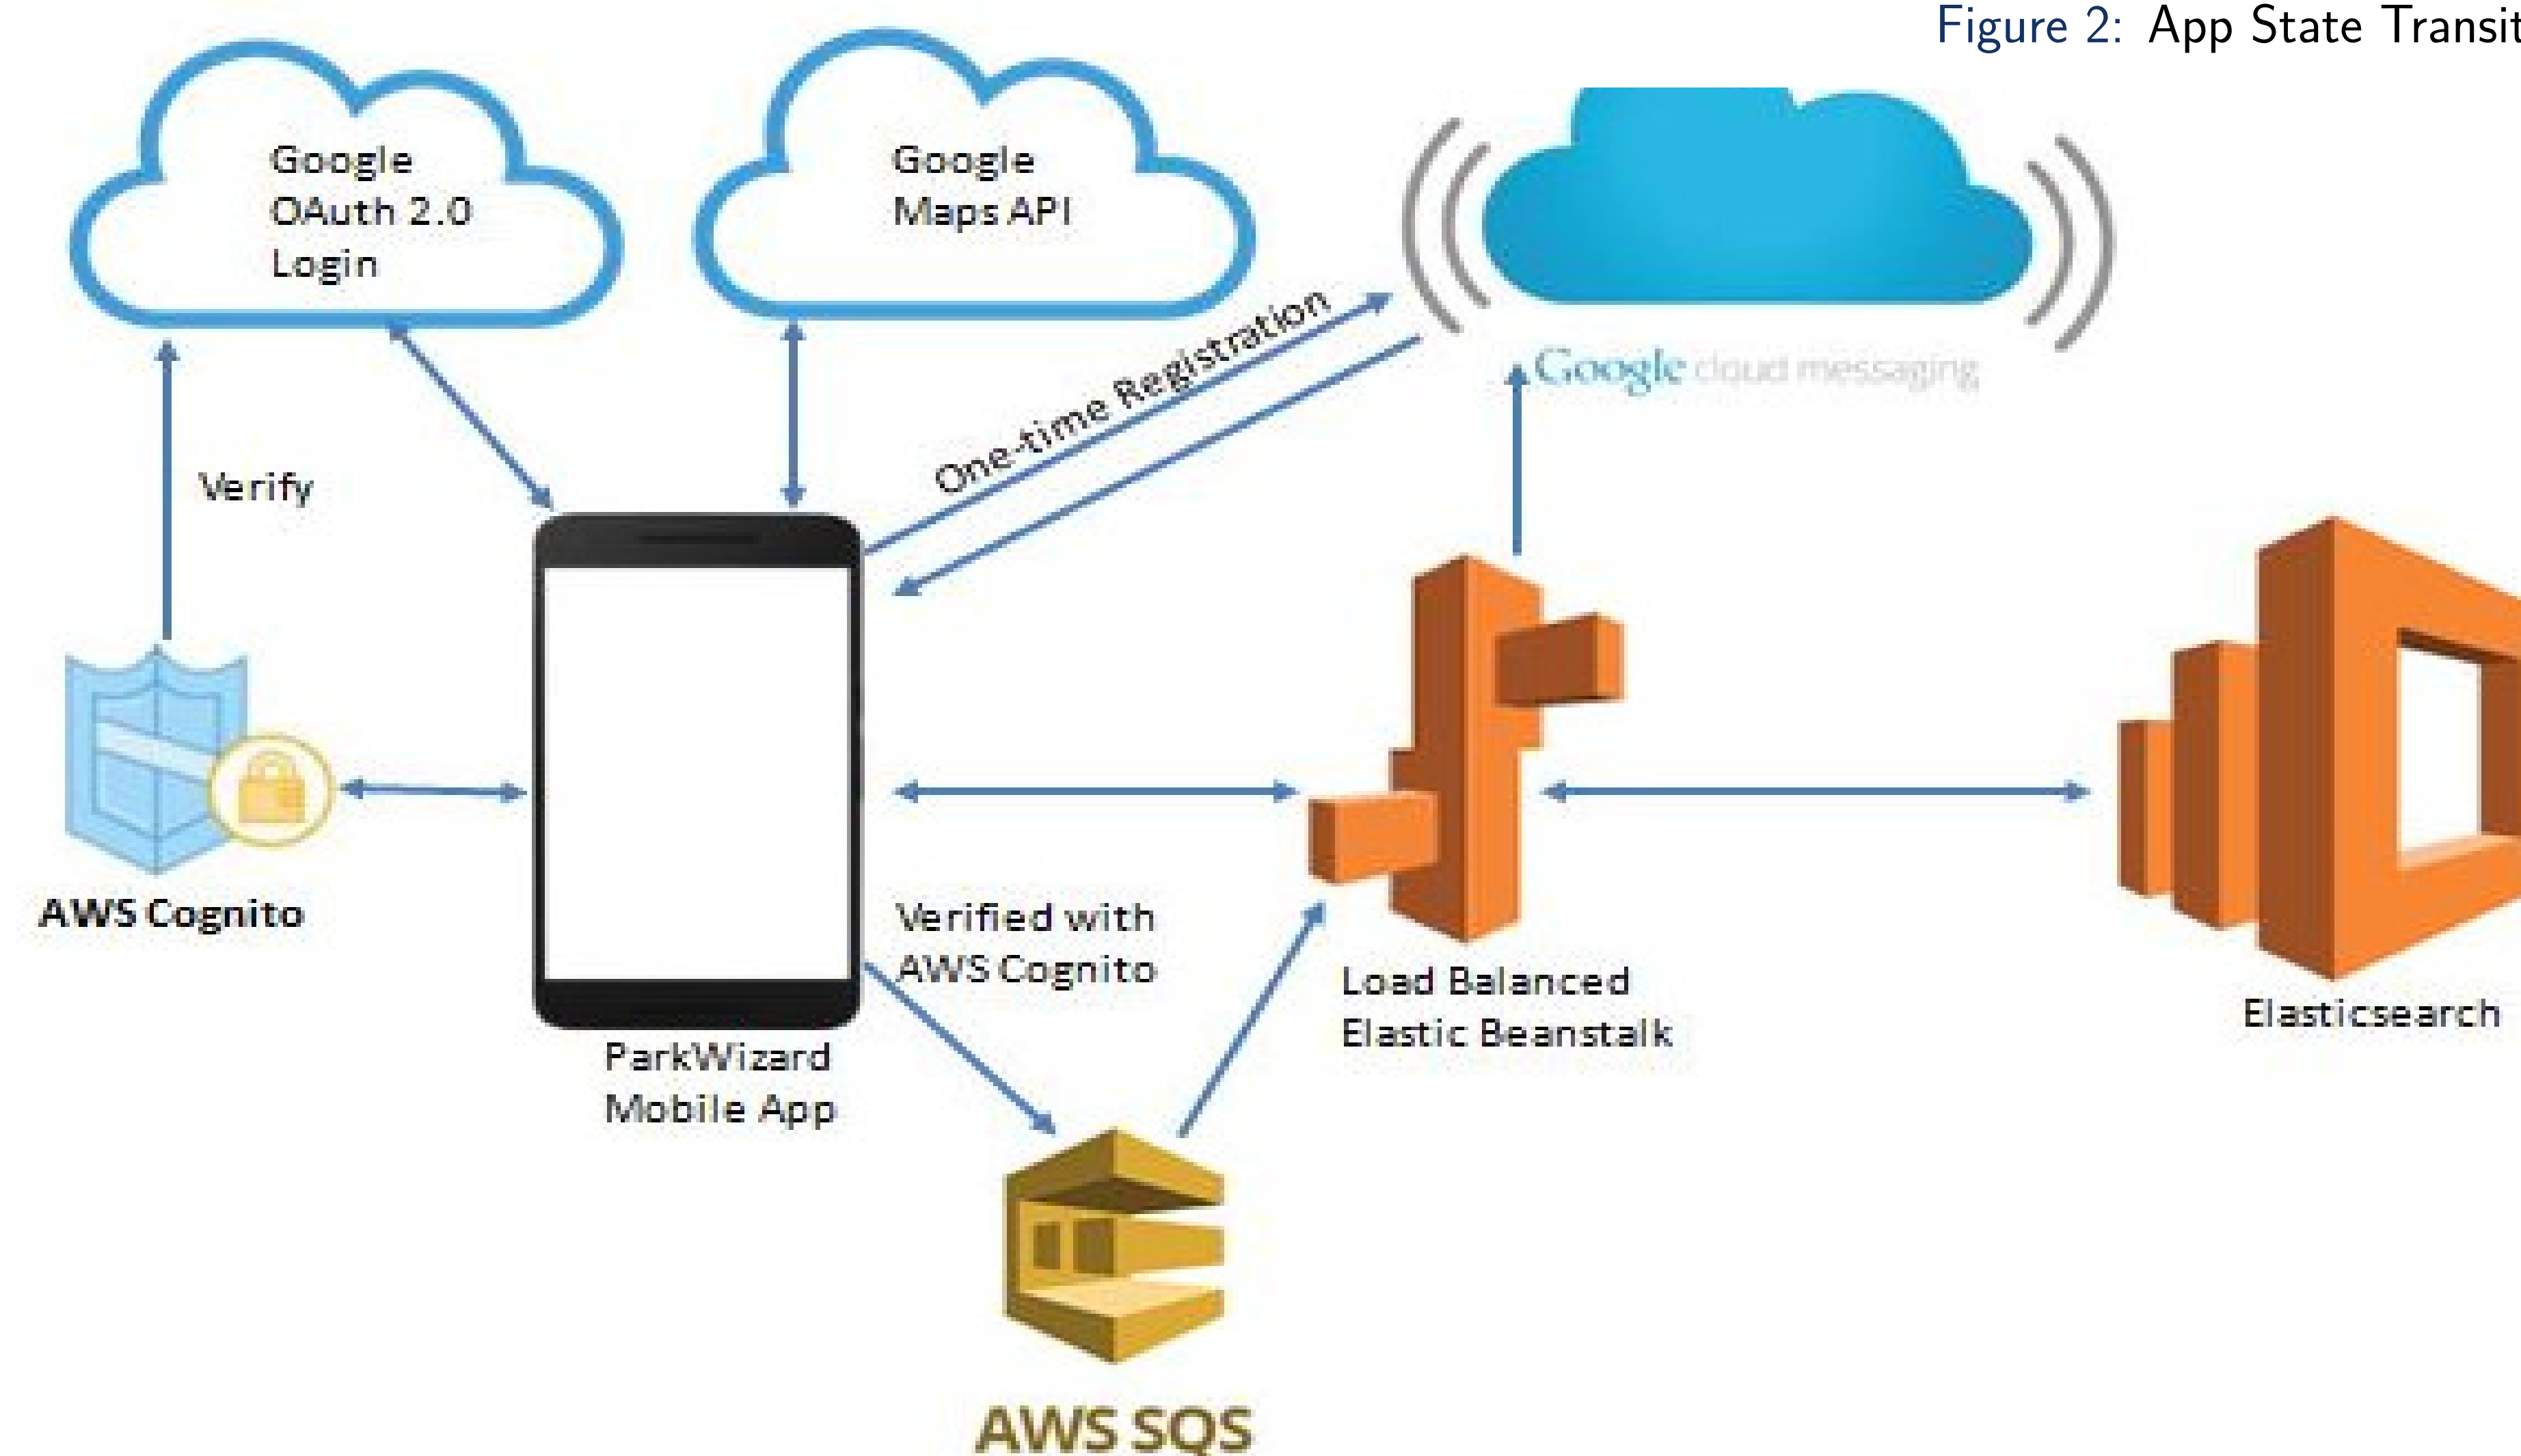 Figure 2: App State Transit
Google
OAuth 2.0
Login
Google
Maps API
One-time Registration
Google cloud messaging
Verify
AWS Cognito
Verified with
AWS Cognito
Load Balanced
Elastic Beanstalk
Elasticsearch
ParkWizard
Mobile App
AWS SQS